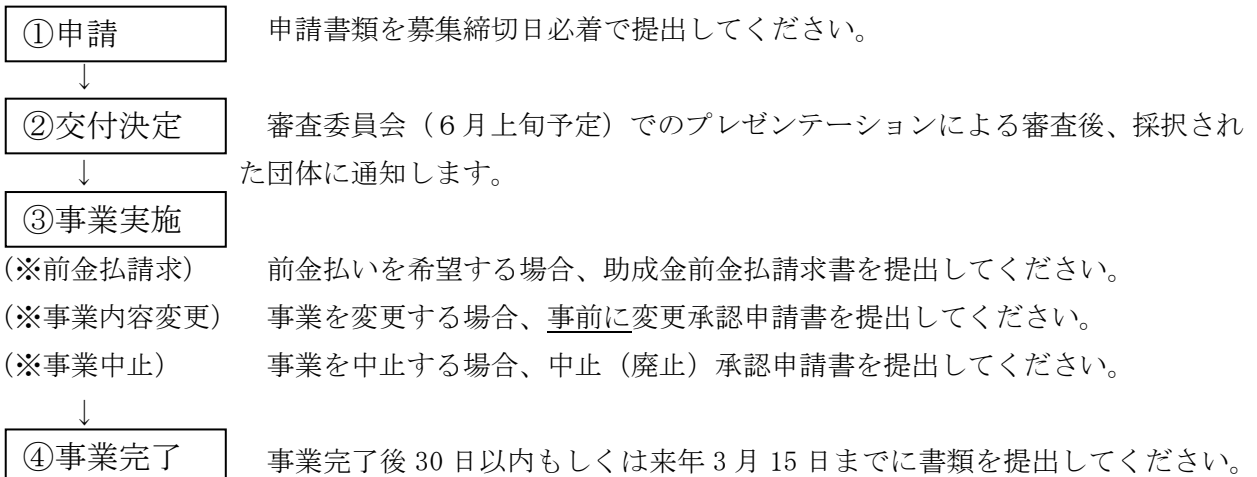 ①申請　申請書類を募集締切日必着で提出してください。
↓
②交付決定　審査委員会（６月上旬予定）でのプレゼンテーションによる審査後、採択され
↓　た団体に通知します。
③事業実施
(※前金払請求)　前金払いを希望する場合、助成金前金払請求書を提出してください。
(※事業内容変更)　事業を変更する場合、事前に変更承認申請書を提出してください。
(※事業中止)　事業を中止する場合、中止（廃止）承認申請書を提出してください。
↓
④事業完了　事業完了後 30 日以内もしくは来年 3 月 15 日までに書類を提出してください。